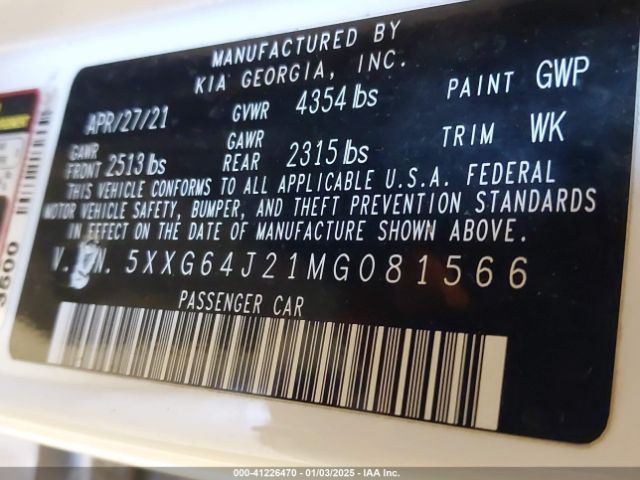 MANUFACTURED BY
KIA GEORGIA, INC.
APR/27/21 GVWR 4354 lbs PAINT GWP
GAWR FRONT 2513 lbs GAWR REAR 2315 lbs TRIM WK
THIS VEHICLE CONFORMS TO ALL APPLICABLE U.S.A. FEDERAL
MOTOR VEHICLE SAFETY, BUMPER, AND THEFT PREVENTION STANDARDS
IN EFFECT ON THE DATE OF MANUFACTURE SHOWN ABOVE.
V. N. 5XXG64J21MG081566
PASSENGER CAR
000-41226470 - 01/03/2025 - IAA Inc.